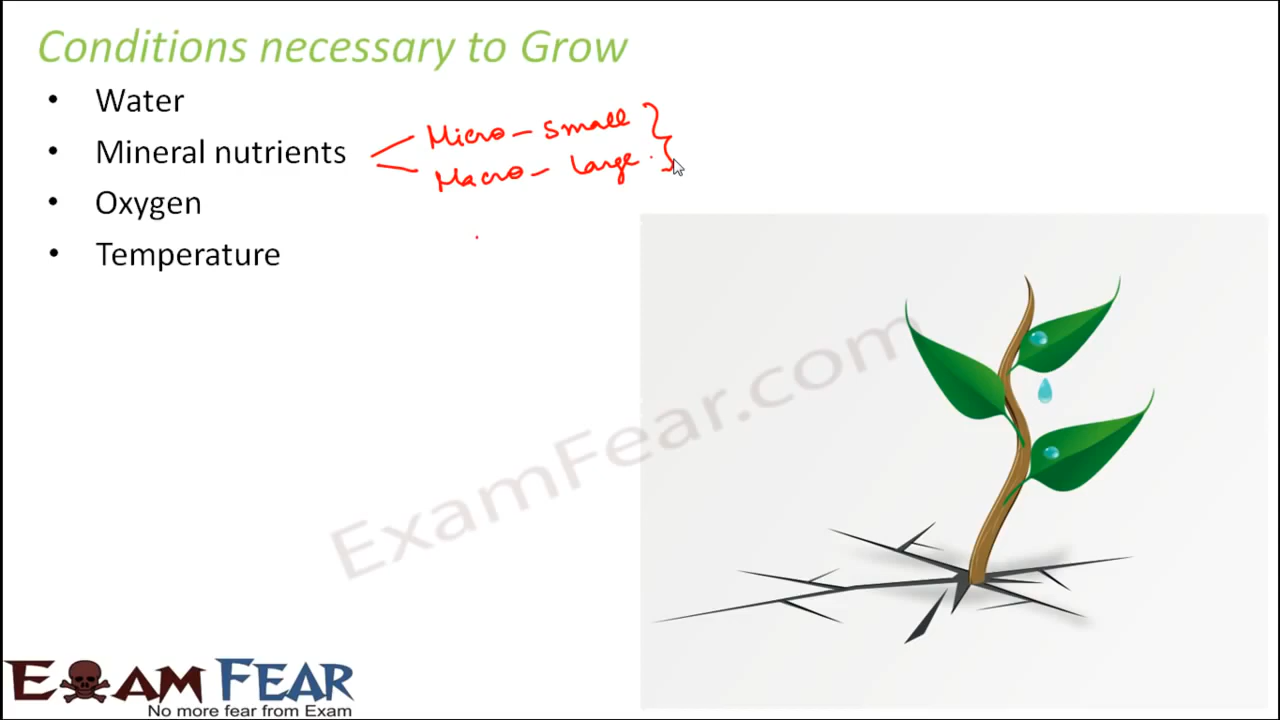 Conditions necessary to Grow
• Water
• Mineral nutrients
Micro – small
Macro – large.
• Oxygen
• Temperature
ExamFear.com
EXAM FEAR
No more fear from Exam